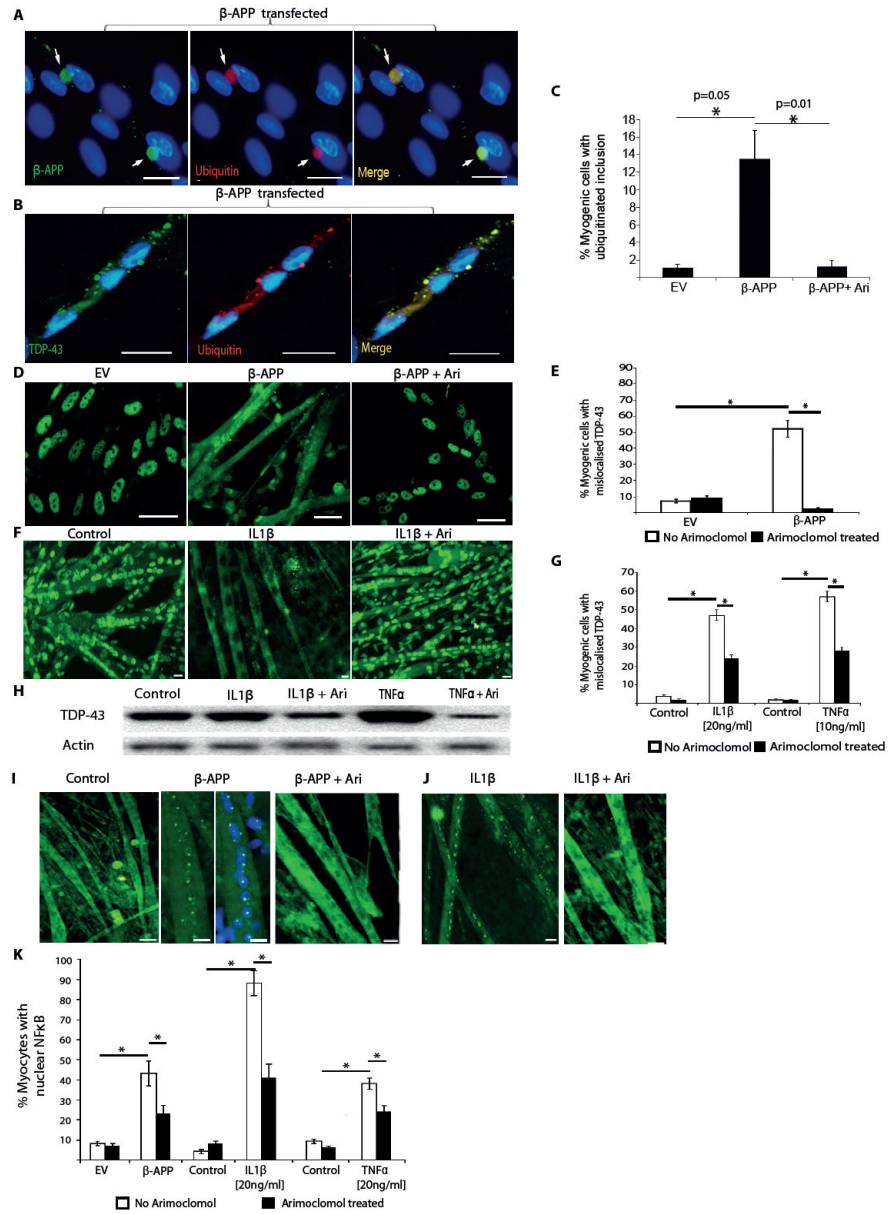 A
β-APP transfected
β-APP
Ubiquitin
Merge
B
β-APP transfected
TDP-43
Ubiquitin
Merge
C
p=0.05
p=0.01
*
*
% Myogenic cells with
ubiquitinated inclusion
18
16
14
12
10
8
6
4
2
EV
β-APP
β-APP+ Ari
D
EV
β-APP
β-APP + Ari
E
% Myogenic cells with
mislocalised TDP-43
90
80
70
60
50
40
30
20
10
*
*
EV
β-APP
No Arimoclomol
Arimoclomol treated
F
Control
IL1β
IL1β + Ari
G
% Myogenic cells with
mislocalised TDP-43
70
60
50
40
30
20
10
*
*
*
*
Control
IL1β
[20ng/ml]
Control
TNFα
[10ng/ml]
No Arimoclomol
Arimoclomol treated
H
Control
IL1β
IL1β + Ari
TNFα
TNFα + Ari
TDP-43
Actin
I
Control
β-APP
β-APP + Ari
J
IL1β
IL1β + Ari
K
% Myocytes with
nuclear NFκB
100
90
80
70
60
50
40
30
20
10
*
*
*
*
*
*
EV
β-APP
Control
IL1β
[20ng/ml]
Control
TNFα
[20ng/ml]
No Arimoclomol
Arimoclomol treated